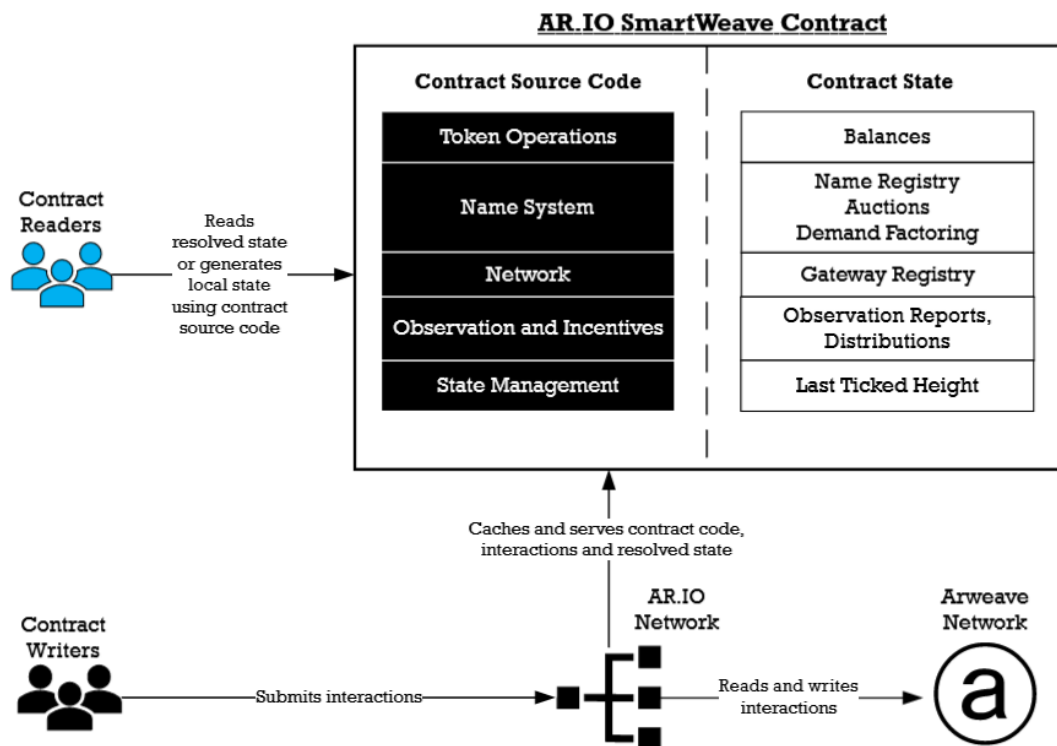 AR.IO SmartWeave Contract
Contract Source Code
Contract State
Token Operations
Balances
Name System
Name Registry
Auctions
Demand Factoring
Network
Gateway Registry
Observation and Incentives
Observation Reports,
Distributions
State Management
Last Ticked Height
Contract
Readers
Reads
resolved state
or generates
local state
using contract
source code
Caches and serves contract code,
interactions and resolved state
Contract
Writers
Submits interactions
AR.IO
Network
Reads and writes
interactions
Arweave
Network
a